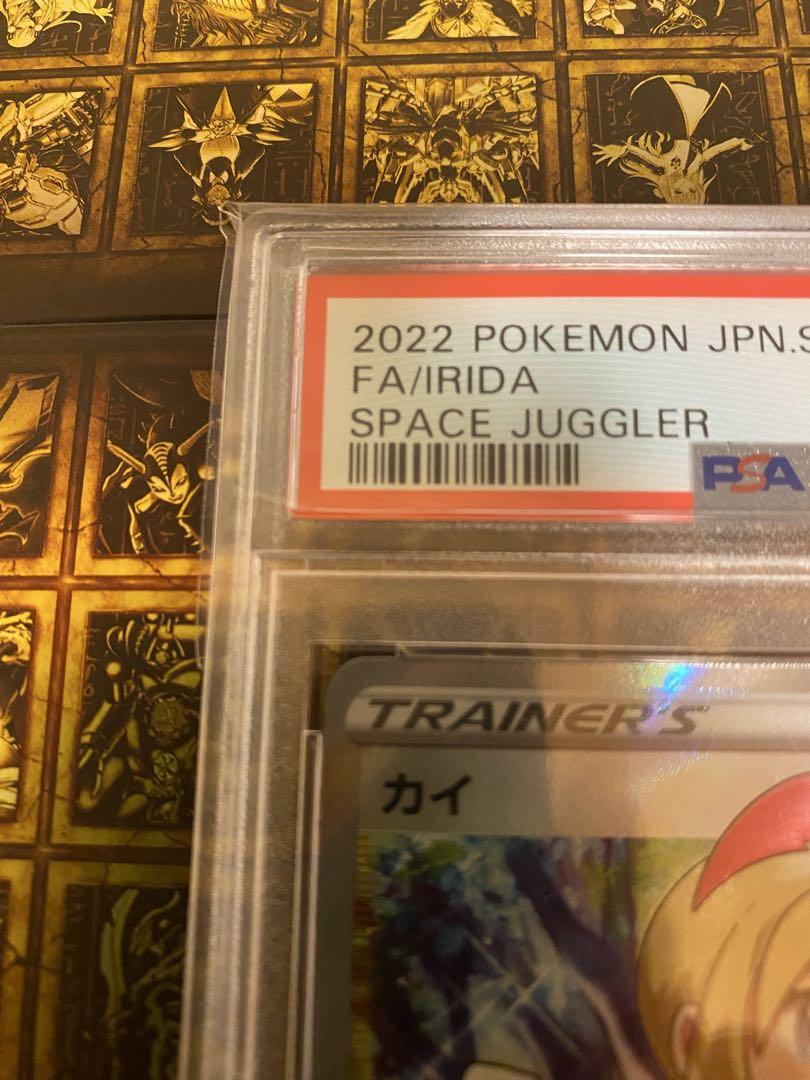 2022 POKEMON JPN.S
FA/IRIDA
SPACE JUGGLER
PSA
TRAINER'S
カイ